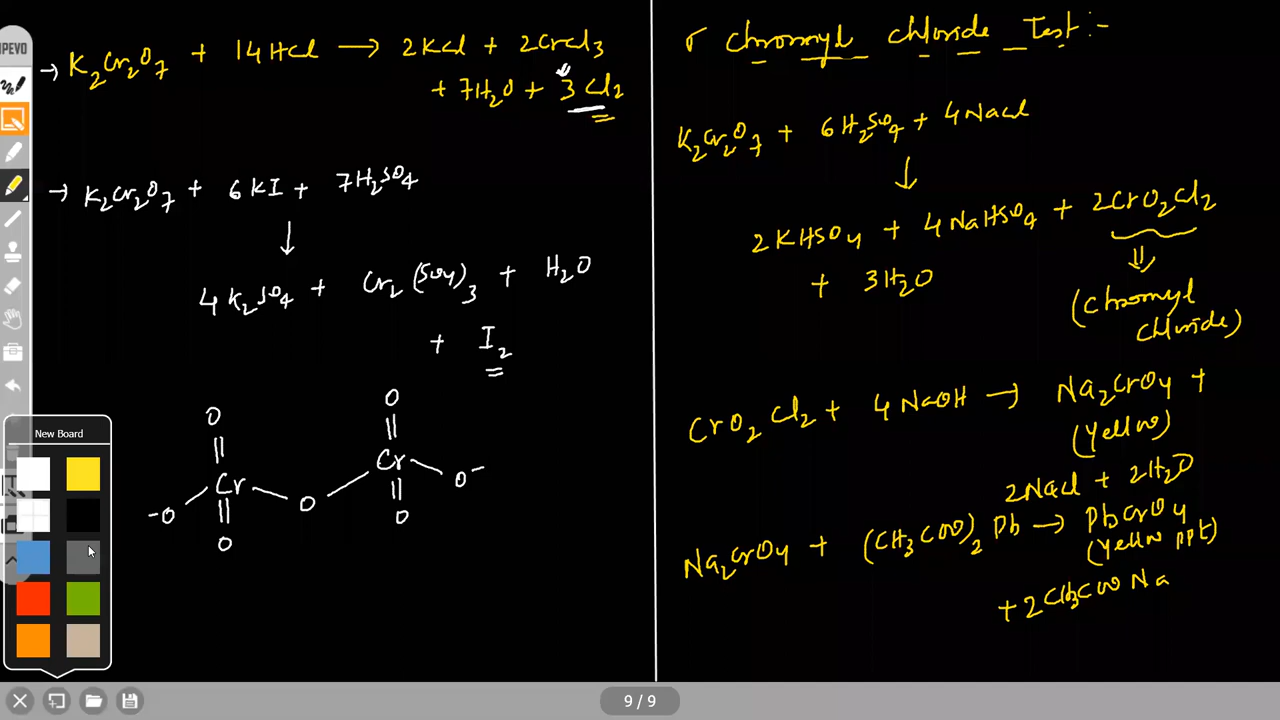 IPEVO
→ K₂Cr₂O₇ + 14HCl → 2KCl + 2CrCl₃
+ 7H₂O + 3Cl₂
→ K₂Cr₂O₇ + 6KI + 7H₂SO₄
↓
4K₂SO₄ + Cr₂(SO₄)₃ + H₂O
+ I₂
O O
Cr Cr
-O O O-
O O
New Board
Chromyl chloride Test:-
K₂Cr₂O₇ + 6H₂SO₄ + 4NaCl
↓
2KHSO₄ + 4NaHSO₄ + 2CrO₂Cl₂
+ 3H₂O
⇓
(Chromyl
chloride)
CrO₂Cl₂ + 4NaOH → Na₂CrO₄ +
(Yellow)
2NaCl + 2H₂O
Na₂CrO₄ + (CH₃COO)₂Pb → PbCrO₄
(Yellow ppt)
+ 2CH₃COONa
9 / 9